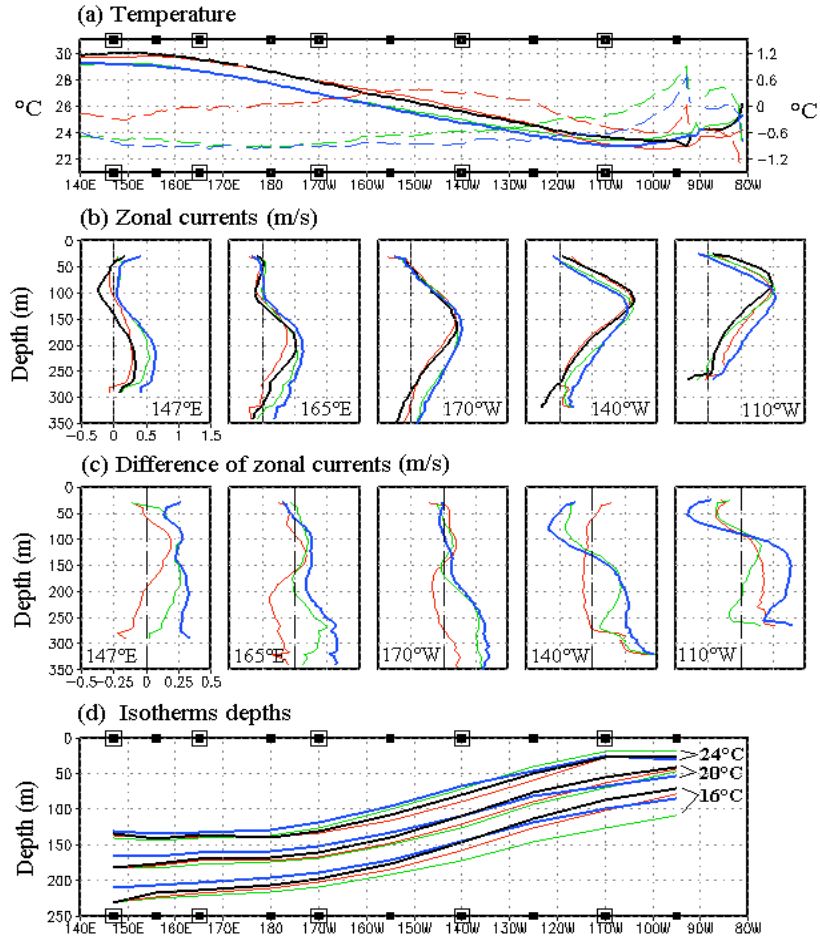 (a) Temperature
30 28 26 24 22
°C
1.2 0.6 0 -0.6 -1.2
°C
140E 150E 160E 170E 180 170W 160W 150W 140W 130W 120W 110W 100W 90W 80W
(b) Zonal currents (m/s)
Depth (m)
0 50 100 150 200 250 300 350
147°E 165°E 170°W 140°W 110°W
-0.5 0 0.5 1 1.5
(c) Difference of zonal currents (m/s)
Depth (m)
0 50 100 150 200 250 300 350
147°E 165°E 170°W 140°W 110°W
-0.5 -0.25 0 0.25 0.5
(d) Isotherms depths
Depth (m)
0 50 100 150 200 250
24°C
20°C
16°C
140E 150E 160E 170E 180 170W 160W 150W 140W 130W 120W 110W 100W 90W 80W